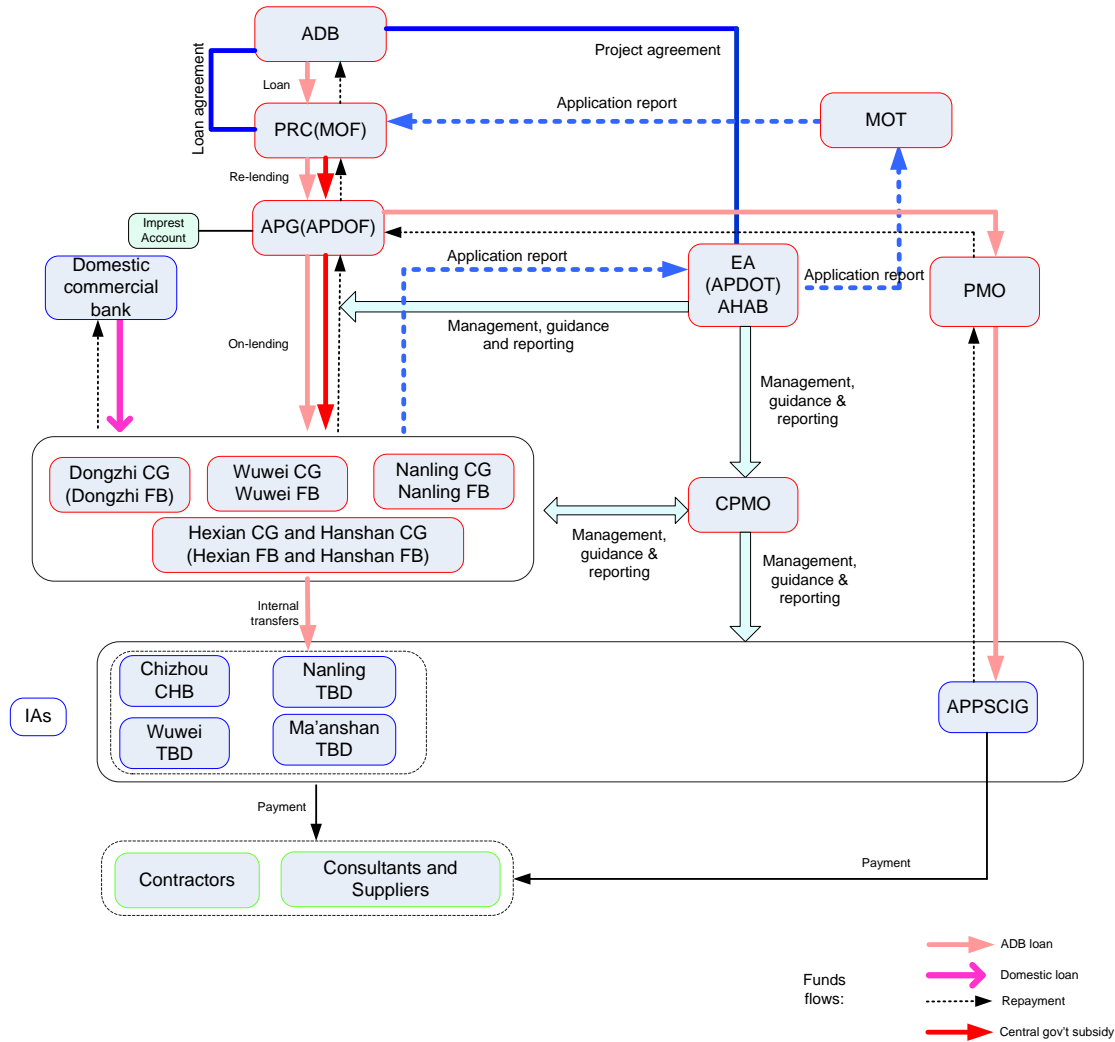 ADB
Project agreement
Loan agreement
Loan
Application report
MOT
PRC(MOF)
Re-lending
APG(APDOF)
Imprest
Account
Domestic
commercial
bank
Application report
EA
(APDOT)
AHAB
Application report
PMO
Management, guidance
and reporting
On-lending
Management,
guidance &
reporting
Dongzhi CG
(Dongzhi FB)
Wuwei CG
Wuwei FB
Nanling CG
Nanling FB
CPMO
Hexian CG and Hanshan CG
(Hexian FB and Hanshan FB)
Management,
guidance &
reporting
Management,
guidance &
reporting
Internal
transfers
Chizhou
CHB
Nanling
TBD
IAs
APPSCIG
Wuwei
TBD
Ma'anshan
TBD
Payment
Payment
Contractors
Consultants and
Suppliers
Funds
flows:
ADB loan
Domestic loan
Repayment
Central gov't subsidy